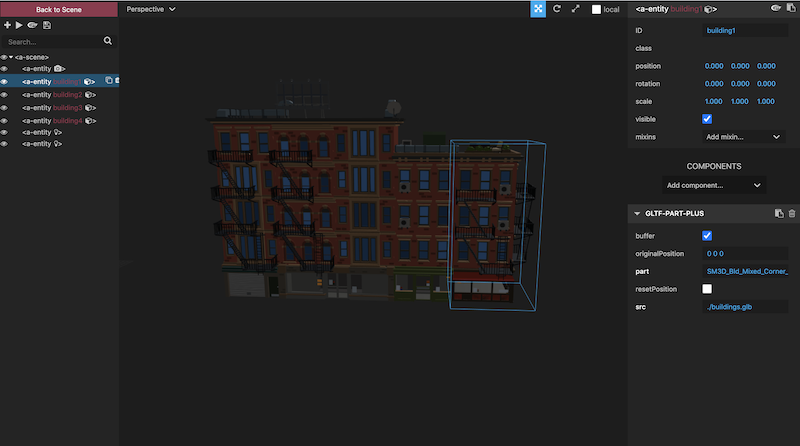 Back to Scene
Search...
<a-scene>
<a-entity
<a-entity building1
<a-entity building2 >
<a-entity building3 >
<a-entity building4 >
<a-entity >
<a-entity >
Perspective
local
<a-entity building1 >
ID building1
class
position 0.000 0.000 0.000
rotation 0.000 0.000 0.000
scale 1.000 1.000 1.000
visible
mixins Add mixin...
COMPONENTS
Add component...
GLTF-PART-PLUS
buffer
originalPosition 0 0 0
part SM3D_Bld_Mixed_Corner_
resetPosition
src ./buildings.glb